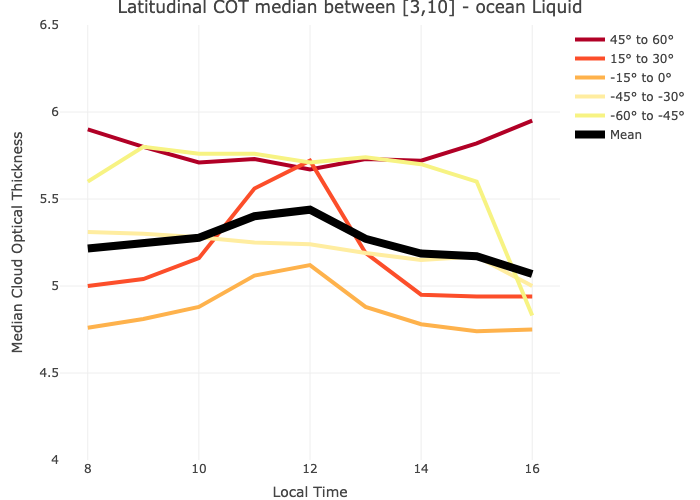 Latitudinal COT median between [3,10] - ocean Liquid
6.5
6
5.5
5
4.5
4
Median Cloud Optical Thickness
8
10
12
14
16
Local Time
45° to 60°
15° to 30°
-15° to 0°
-45° to -30°
-60° to -45°
Mean